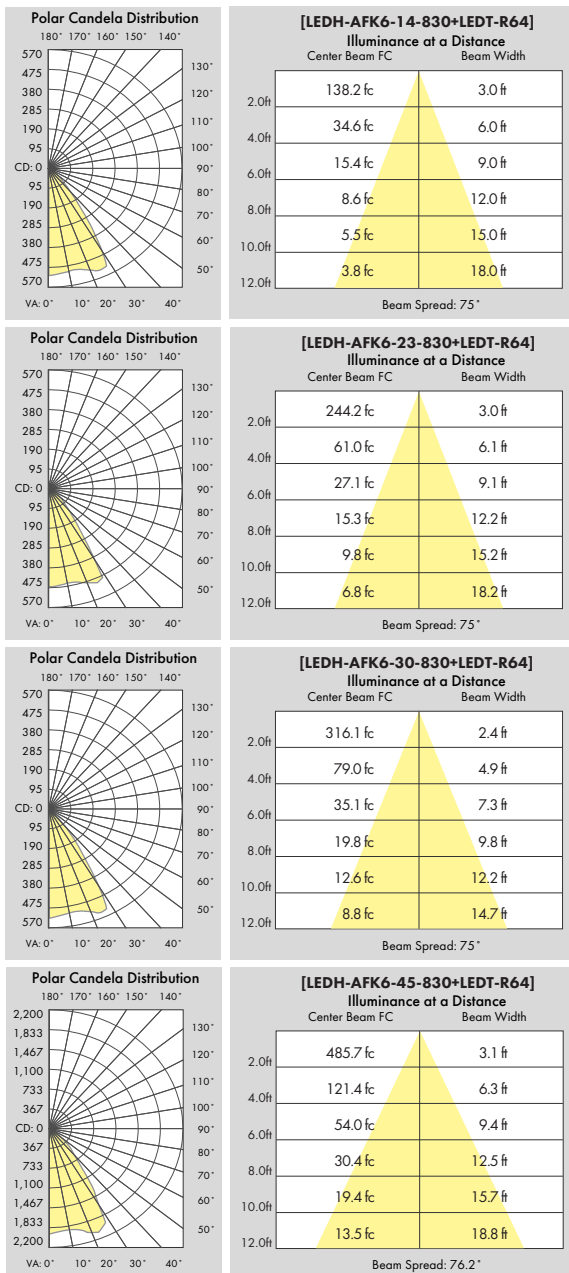 Polar Candela Distribution
180° 170° 160° 150° 140°
570
475
380
285
190
95
CD: 0
95
190
285
380
475
570
130°
120°
110°
100°
90°
80°
70°
60°
50°
VA: 0° 10° 20° 30° 40°
[LEDH-AFK6-14-830+LEDT-R64]
Illuminance at a Distance
Center Beam FC Beam Width
2.0ft 138.2 fc 3.0 ft
4.0ft 34.6 fc 6.0 ft
6.0ft 15.4 fc 9.0 ft
8.0ft 8.6 fc 12.0 ft
10.0ft 5.5 fc 15.0 ft
12.0ft 3.8 fc 18.0 ft
Beam Spread: 75°
Polar Candela Distribution
180° 170° 160° 150° 140°
570
475
380
285
190
95
CD: 0
95
190
285
380
475
570
130°
120°
110°
100°
90°
80°
70°
60°
50°
VA: 0° 10° 20° 30° 40°
[LEDH-AFK6-23-830+LEDT-R64]
Illuminance at a Distance
Center Beam FC Beam Width
2.0ft 244.2 fc 3.0 ft
4.0ft 61.0 fc 6.1 ft
6.0ft 27.1 fc 9.1 ft
8.0ft 15.3 fc 12.2 ft
10.0ft 9.8 fc 15.2 ft
12.0ft 6.8 fc 18.2 ft
Beam Spread: 75°
Polar Candela Distribution
180° 170° 160° 150° 140°
570
475
380
285
190
95
CD: 0
95
190
285
380
475
570
130°
120°
110°
100°
90°
80°
70°
60°
50°
VA: 0° 10° 20° 30° 40°
[LEDH-AFK6-30-830+LEDT-R64]
Illuminance at a Distance
Center Beam FC Beam Width
2.0ft 316.1 fc 2.4 ft
4.0ft 79.0 fc 4.9 ft
6.0ft 35.1 fc 7.3 ft
8.0ft 19.8 fc 9.8 ft
10.0ft 12.6 fc 12.2 ft
12.0ft 8.8 fc 14.7 ft
Beam Spread: 75°
Polar Candela Distribution
180° 170° 160° 150° 140°
2,200
1,833
1,467
1,100
733
367
CD: 0
367
733
1,100
1,467
1,833
2,200
130°
120°
110°
100°
90°
80°
70°
60°
50°
VA: 0° 10° 20° 30° 40°
[LEDH-AFK6-45-830+LEDT-R64]
Illuminance at a Distance
Center Beam FC Beam Width
2.0ft 485.7 fc 3.1 ft
4.0ft 121.4 fc 6.3 ft
6.0ft 54.0 fc 9.4 ft
8.0ft 30.4 fc 12.5 ft
10.0ft 19.4 fc 15.7 ft
12.0ft 13.5 fc 18.8 ft
Beam Spread: 76.2°